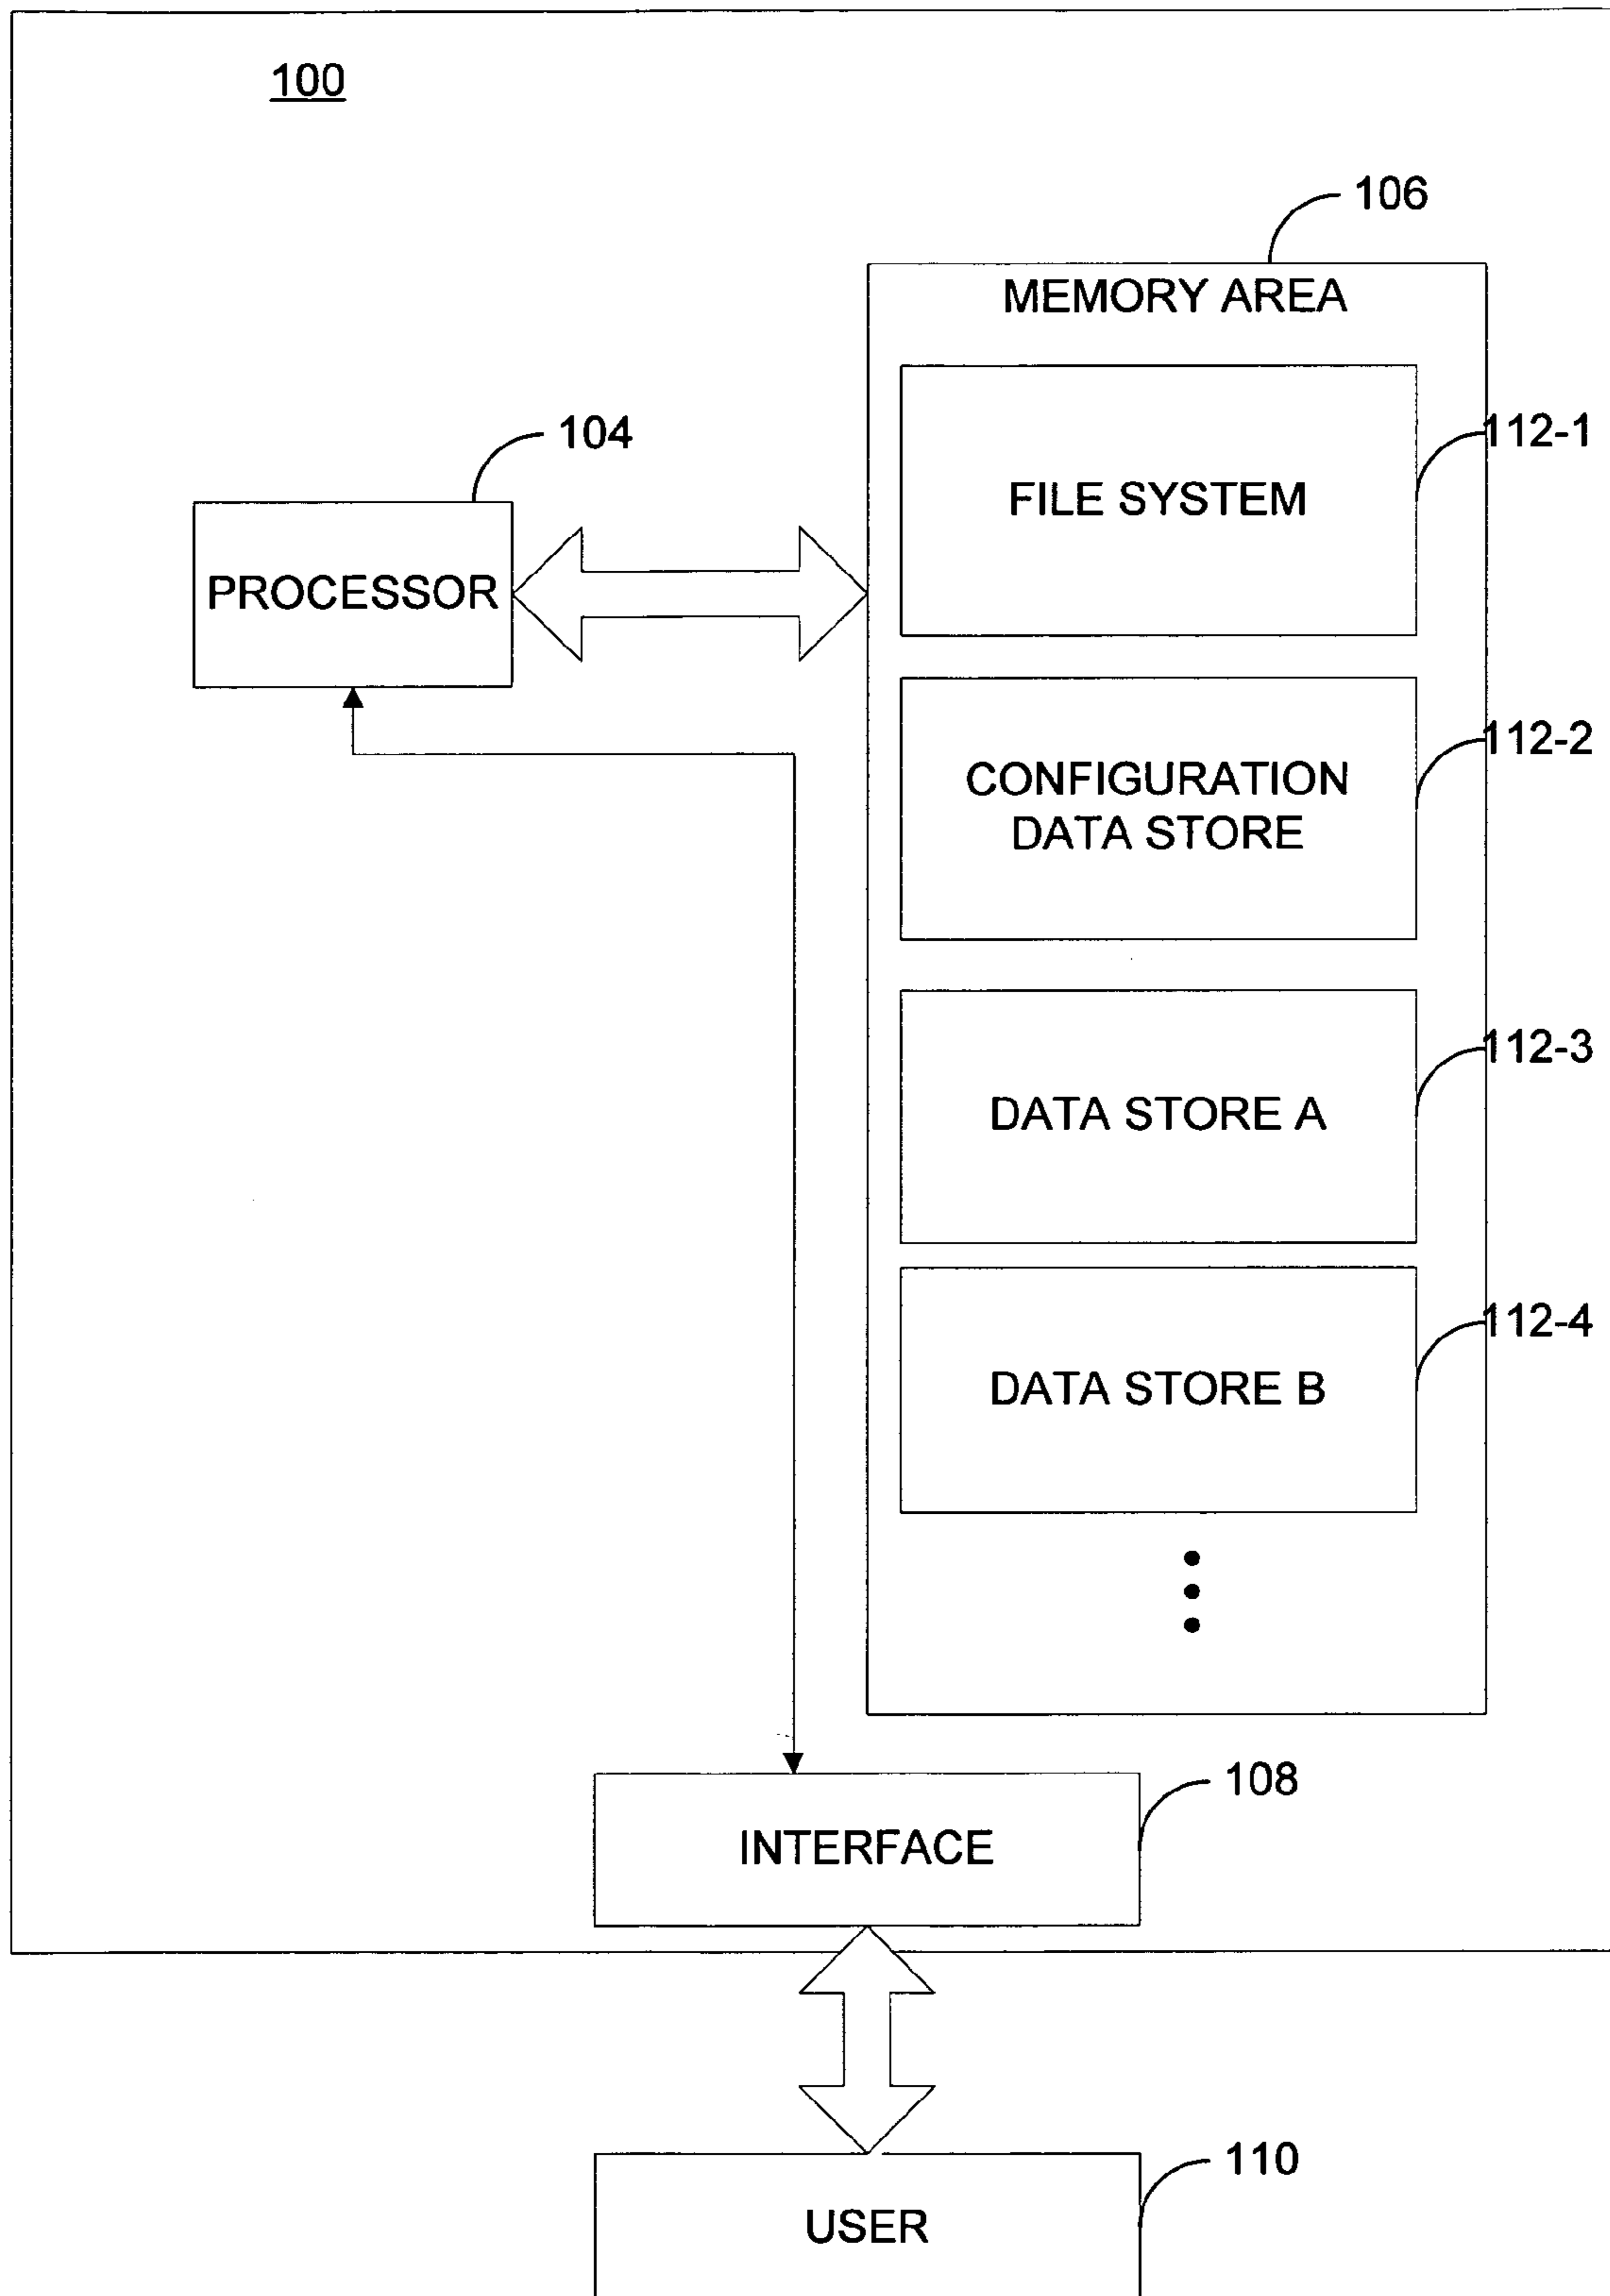 100
106
MEMORY AREA
104
112-1
FILE SYSTEM
PROCESSOR
112-2
CONFIGURATION
DATA STORE
112-3
DATA STORE A
112-4
DATA STORE B
108
INTERFACE
110
USER